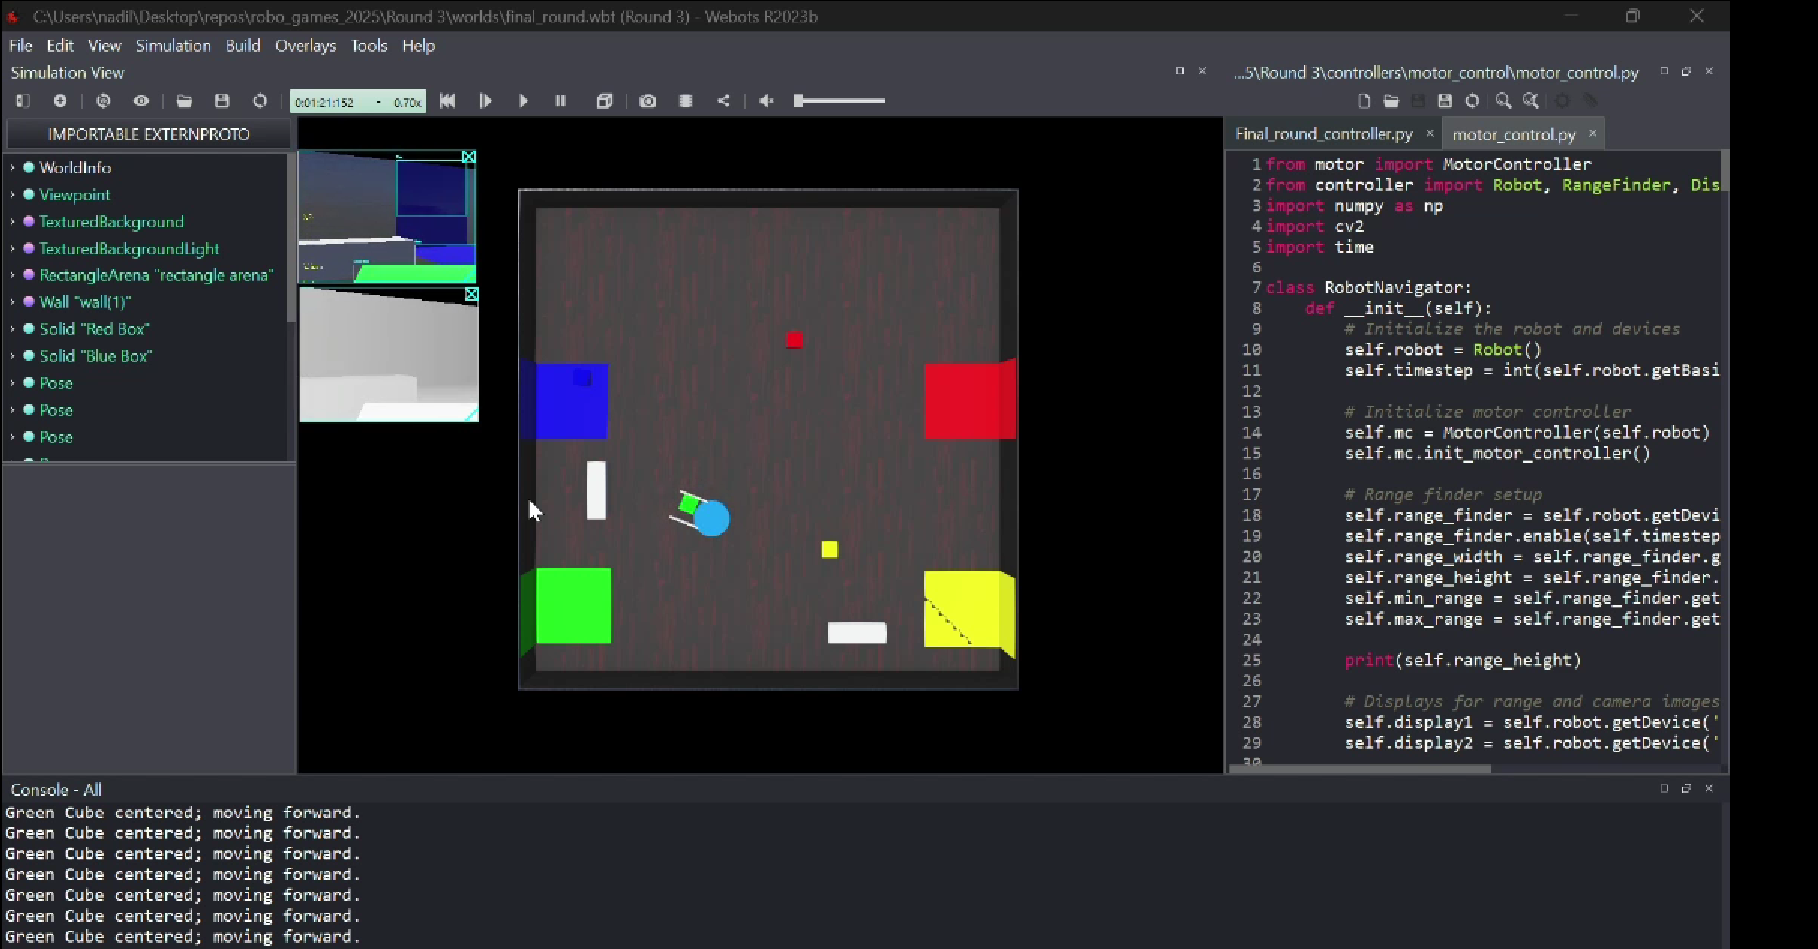 C:\Users\nadil\Desktop\repos\robo_games_2025\Round 3\worlds\final_round.wbt (Round 3) - Webots R2023b
File Edit View Simulation Build Overlays Tools Help
Simulation View
...5\Round 3\controllers\motor_control\motor_control.py
0:01:21:152 - 0.70x
IMPORTABLE EXTERNPROTO
Final_round_controller.py
motor_control.py
WorldInfo
Viewpoint
TexturedBackground
TexturedBackgroundLight
RectangleArena "rectangle arena"
Wall "wall(1)"
Solid "Red Box"
Solid "Blue Box"
Pose
Pose
Pose
1 from motor import MotorController
2 from controller import Robot, RangeFinder, Dis
3 import numpy as np
4 import cv2
5 import time
6
7 class RobotNavigator:
8 def __init__(self):
9 # Initialize the robot and devices
10 self.robot = Robot()
11 self.timestep = int(self.robot.getBasi
12
13 # Initialize motor controller
14 self.mc = MotorController(self.robot)
15 self.mc.init_motor_controller()
16
17 # Range finder setup
18 self.range_finder = self.robot.getDevi
19 self.range_finder.enable(self.timestep
20 self.range_width = self.range_finder.g
21 self.range_height = self.range_finder.
22 self.min_range = self.range_finder.get
23 self.max_range = self.range_finder.get
24
25 print(self.range_height)
26
27 # Displays for range and camera images
28 self.display1 = self.robot.getDevice('
29 self.display2 = self.robot.getDevice('
30
Console - All
Green Cube centered; moving forward.
Green Cube centered; moving forward.
Green Cube centered; moving forward.
Green Cube centered; moving forward.
Green Cube centered; moving forward.
Green Cube centered; moving forward.
Green Cube centered; moving forward.